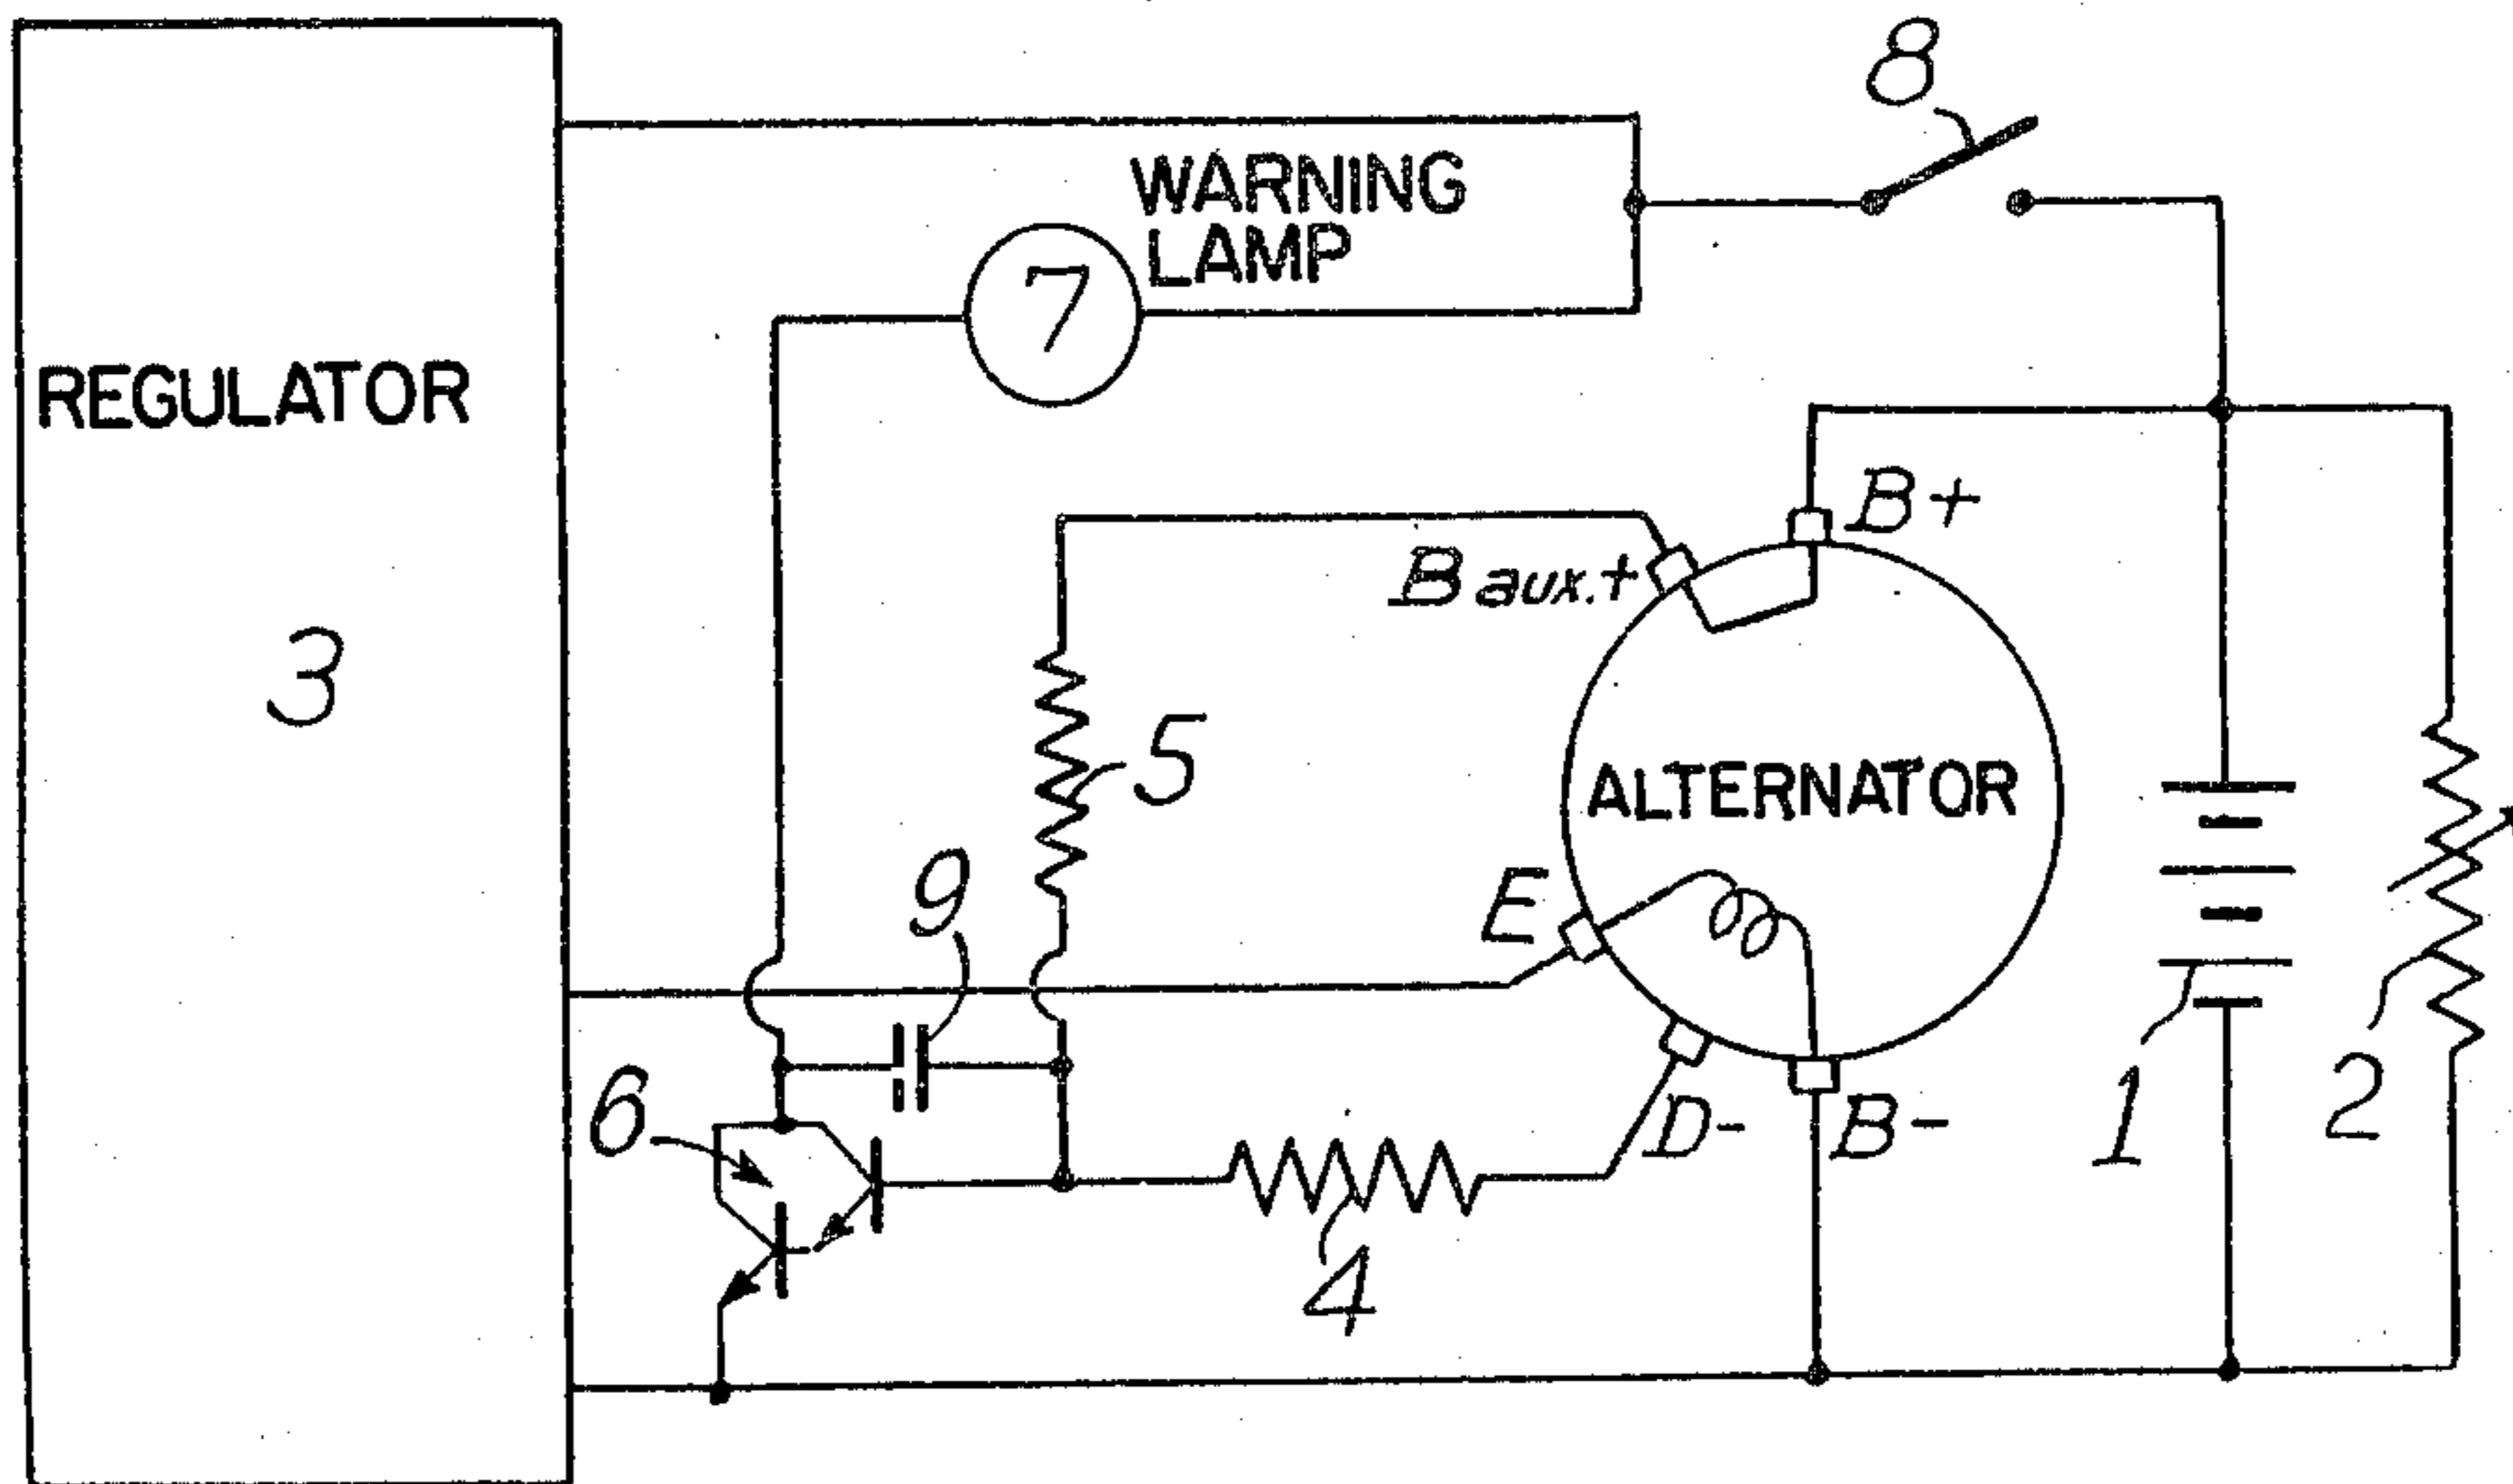 8
WARNING
LAMP
7
REGULATOR
3
B+
B aux.+
5
ALTERNATOR
E
9
6
D-
B-
1
2
4